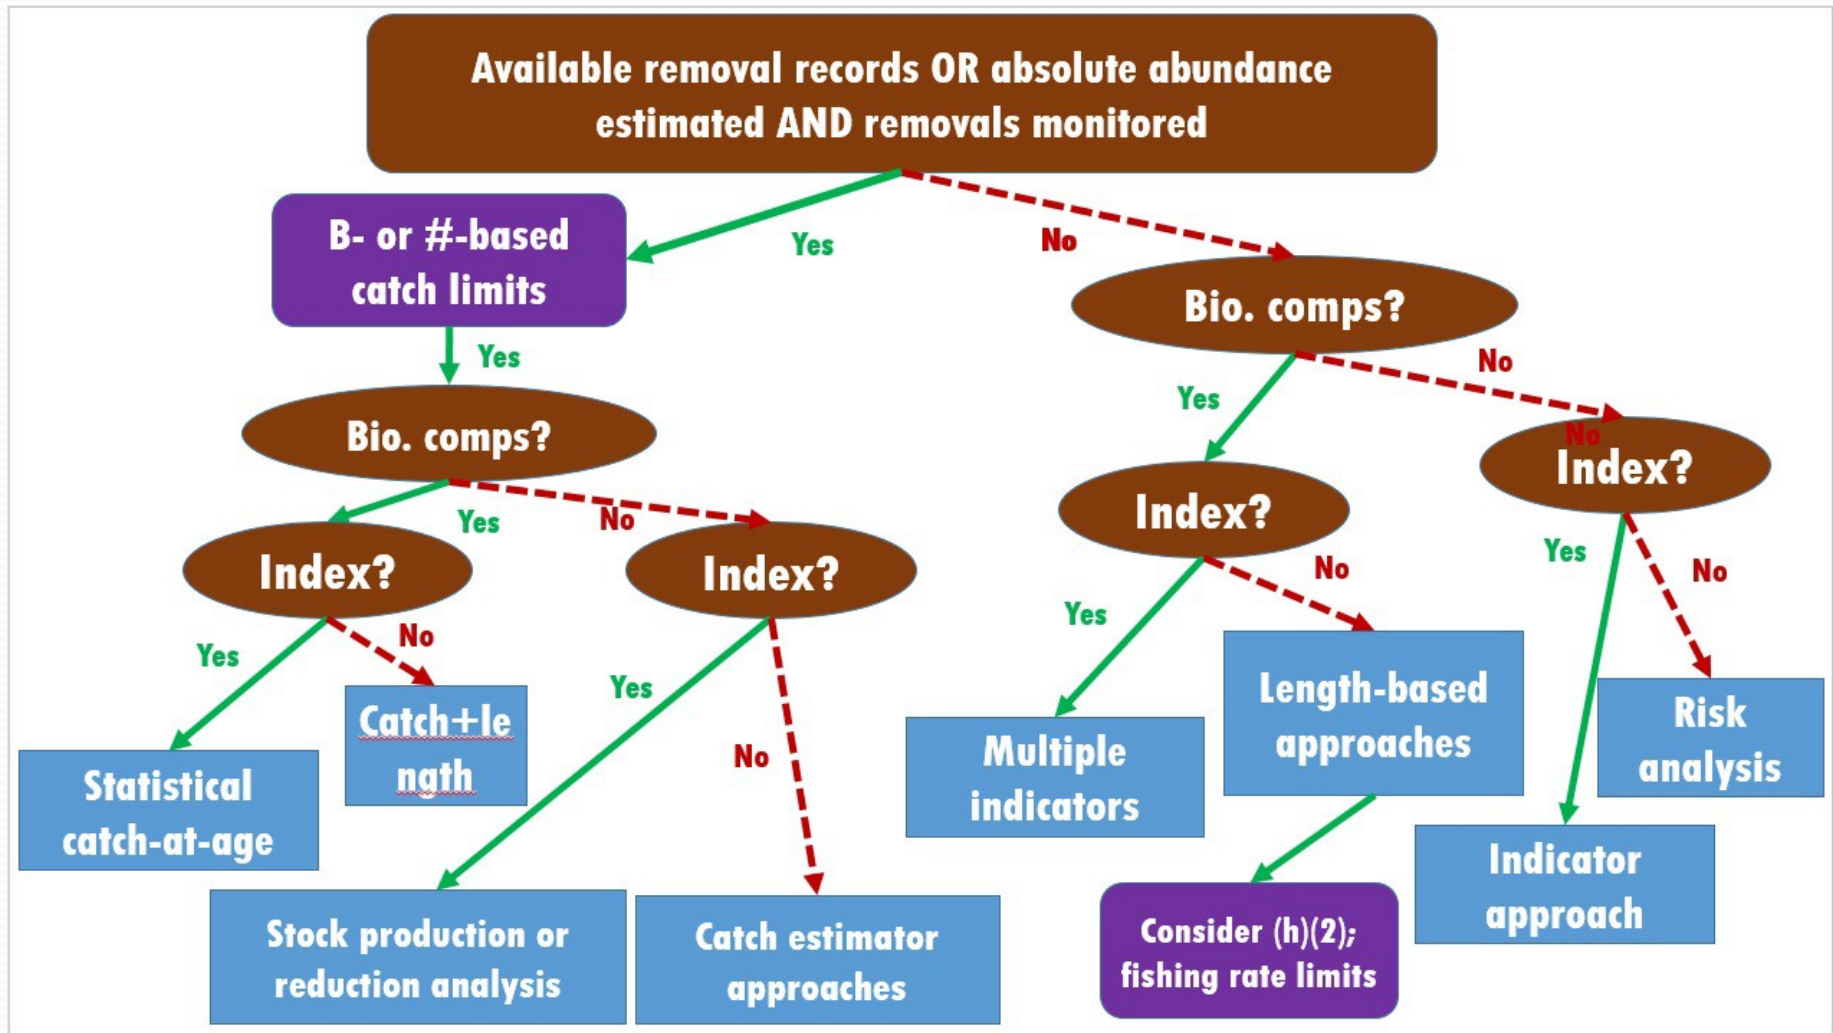 Available removal records OR absolute abundance
estimated AND removals monitored
B- or #-based
catch limits
Yes
No
Bio. comps?
Yes
No
Bio. comps?
Yes
No
Index?
No
Index?
Yes
No
Index?
Index?
Yes
No
Yes
No
Yes
No
Yes
No
Catch+le
ngth
Statistical
catch-at-age
Multiple
indicators
Length-based
approaches
Risk
analysis
Stock production or
reduction analysis
Catch estimator
approaches
Consider (h)(2);
fishing rate limits
Indicator
approach